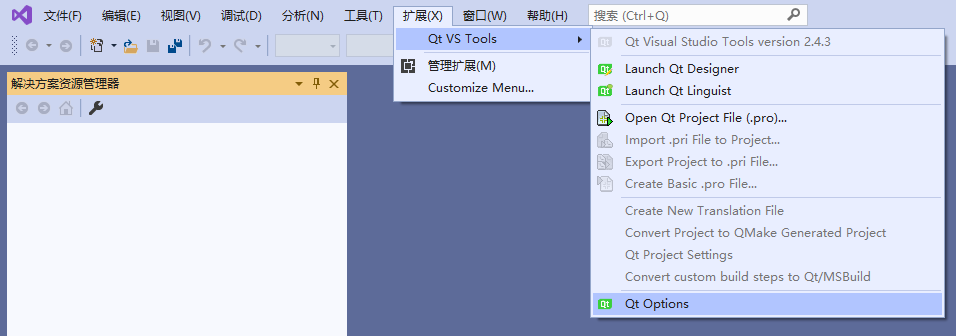 文件(F) 编辑(E) 视图(V) 调试(D) 分析(N) 工具(T) 扩展(X) 窗口(W) 帮助(H) 搜索 (Ctrl+Q)
Qt VS Tools
管理扩展(M)
Customize Menu...
Qt Visual Studio Tools version 2.4.3
Launch Qt Designer
Launch Qt Linguist
Open Qt Project File (.pro)...
Import .pri File to Project...
Export Project to .pri File...
Create Basic .pro File...
Create New Translation File
Convert Project to QMake Generated Project
Qt Project Settings
Convert custom build steps to Qt/MSBuild
Qt Options
解决方案资源管理器